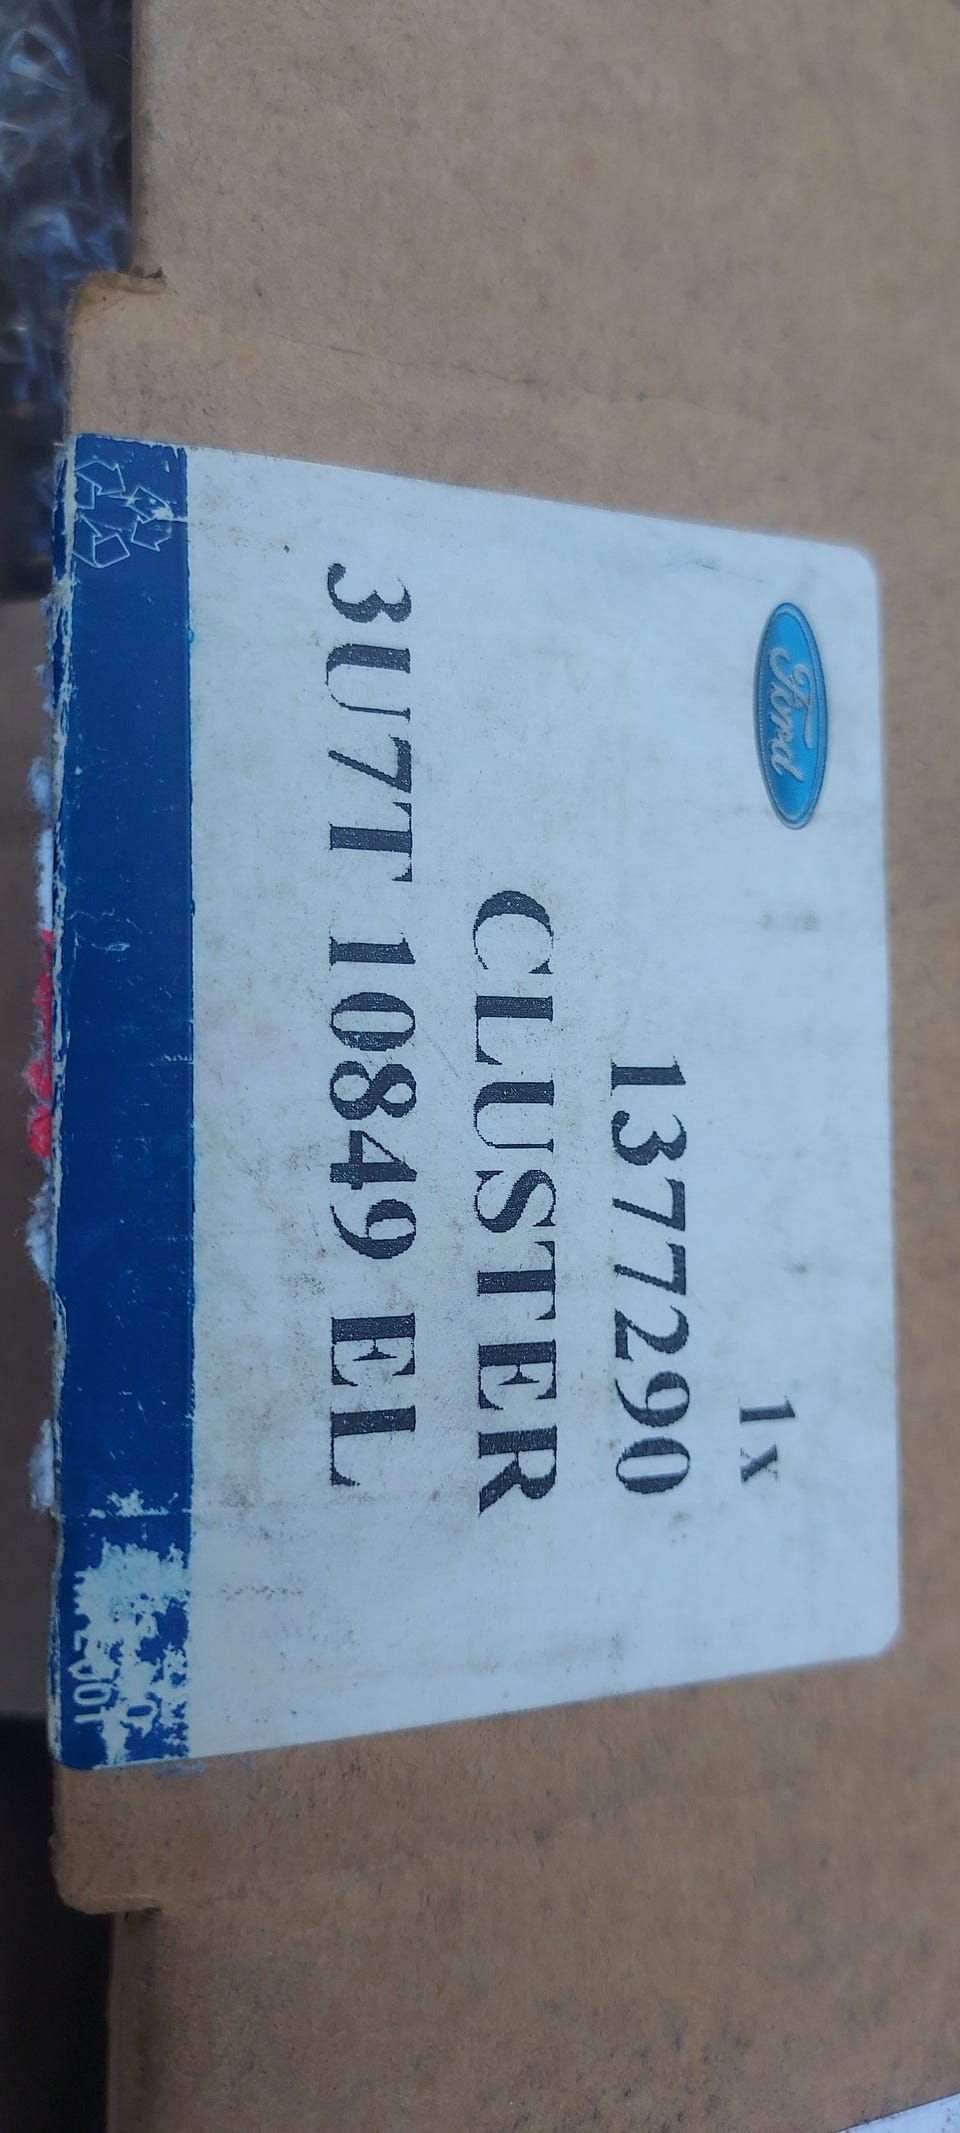 Ford
1x
1377290
CLUSTER
3U7T 10849 EL